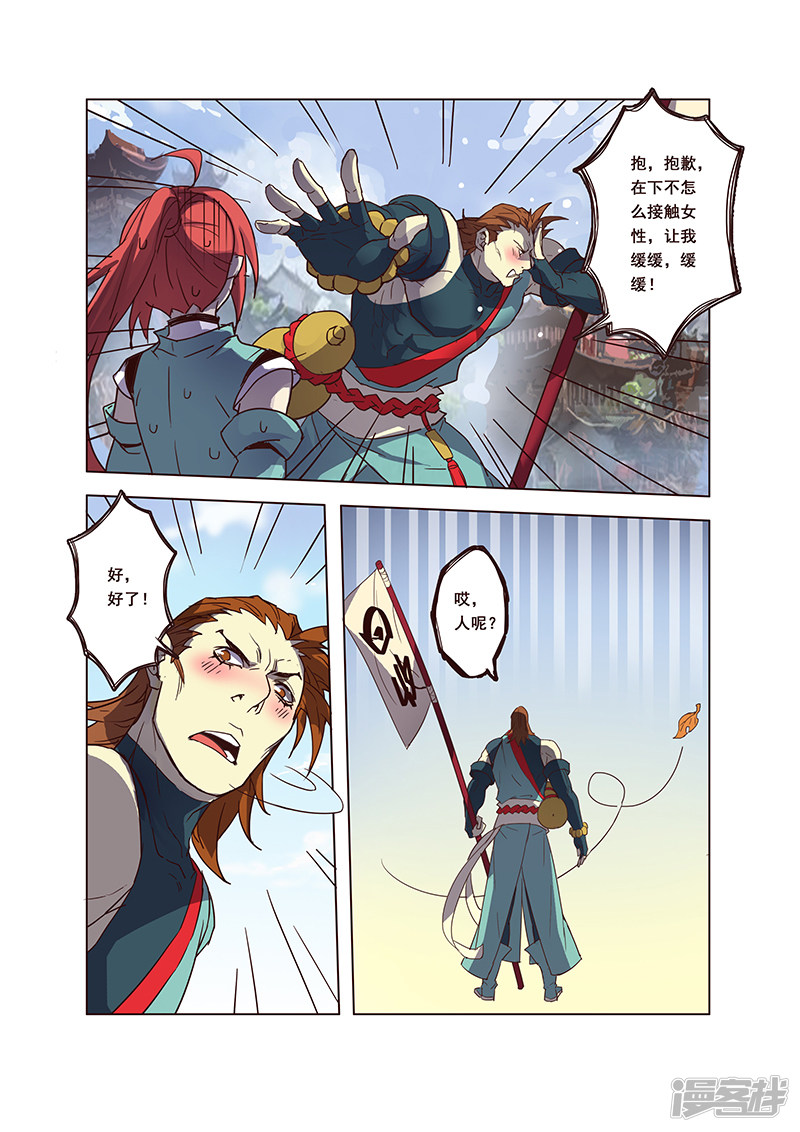 抱，抱歉，
在下不怎
么接触女
性，让我
缓缓，缓
缓！
好，
好了！
哎，
人呢？
漫客栈